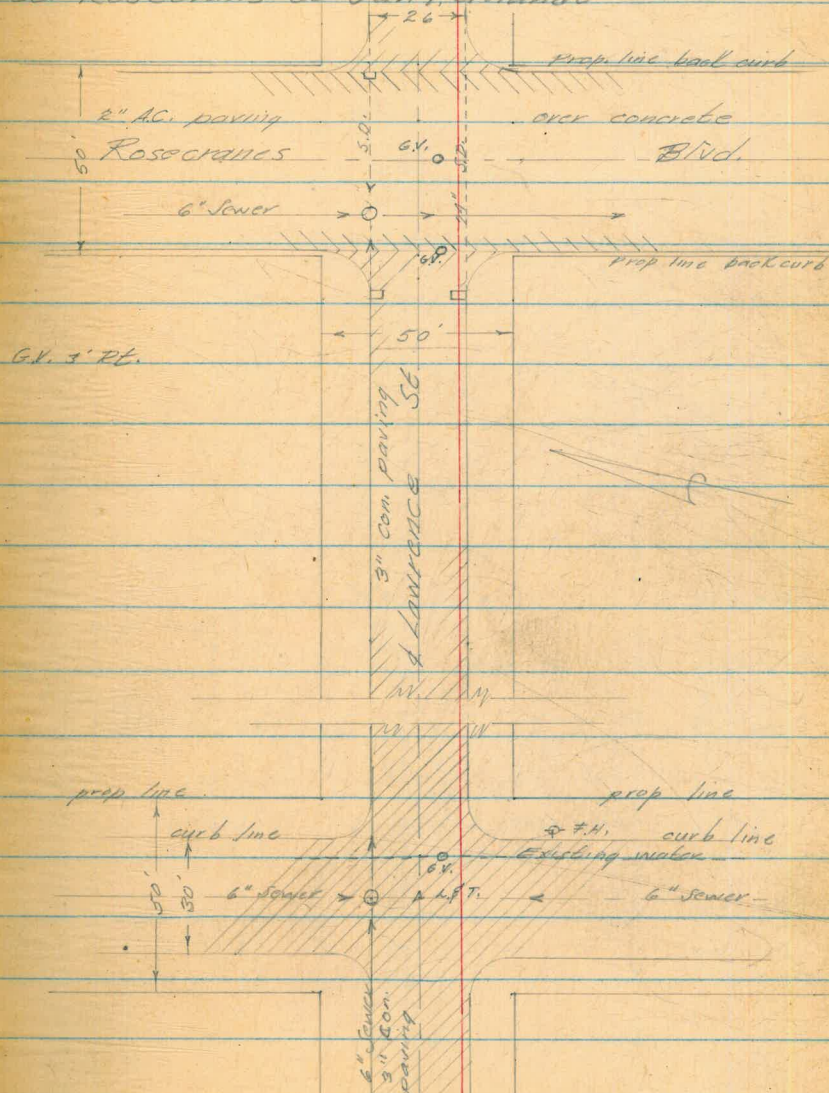 26
Prop. line back curb
2" A.C. paving
over concrete
50'
S.D.
G.V.
S.D.
Rosecranes
Blvd.
6" Sewer
G.V.
prop line back curb
50'
G.V. 3' Rt.
3" Con. paving
Lawrence St
prop line
prop line
curb line
F.H.
curb line
Existing water
G.V.
50'
30'
6" Sewer
L.&T.
6" Sewer
6" Sewer
3" Con.
paving